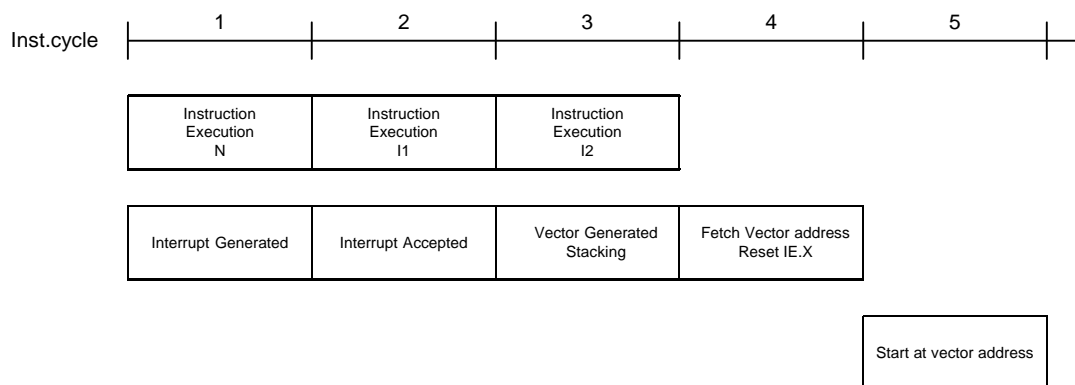 Inst.cycle 1 2 3 4 5
Instruction
Execution
N
Instruction
Execution
I1
Instruction
Execution
I2
Interrupt Generated
Interrupt Accepted
Vector Generated
Stacking
Fetch Vector address
Reset IE.X
Start at vector address